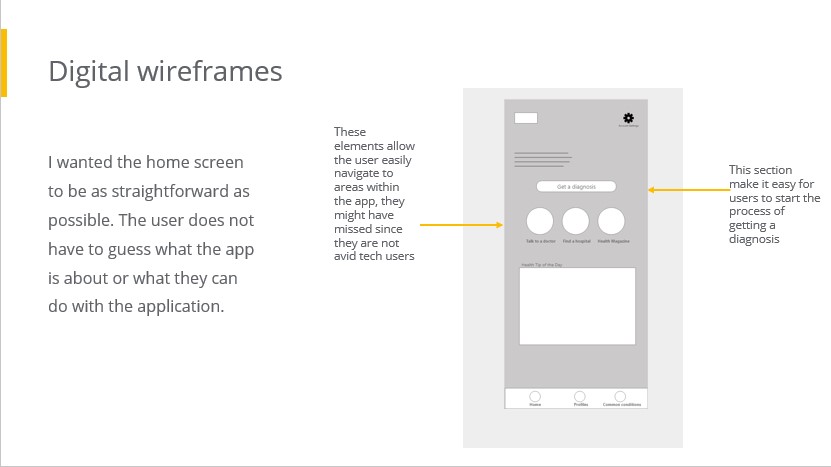 Digital wireframes
I wanted the home screen
to be as straightforward as
possible. The user does not
have to guess what the app
is about or what they can
do with the application.
These
elements allow
the user easily
navigate to
areas within
the app, they
might have
missed since
they are not
avid tech users
Get a diagnosis
Talk to a doctor Find a hospital Health Magazine
Health Tip of the Day
Home Profiles Common conditions
This section
make it easy for
users to start the
process of
getting a
diagnosis